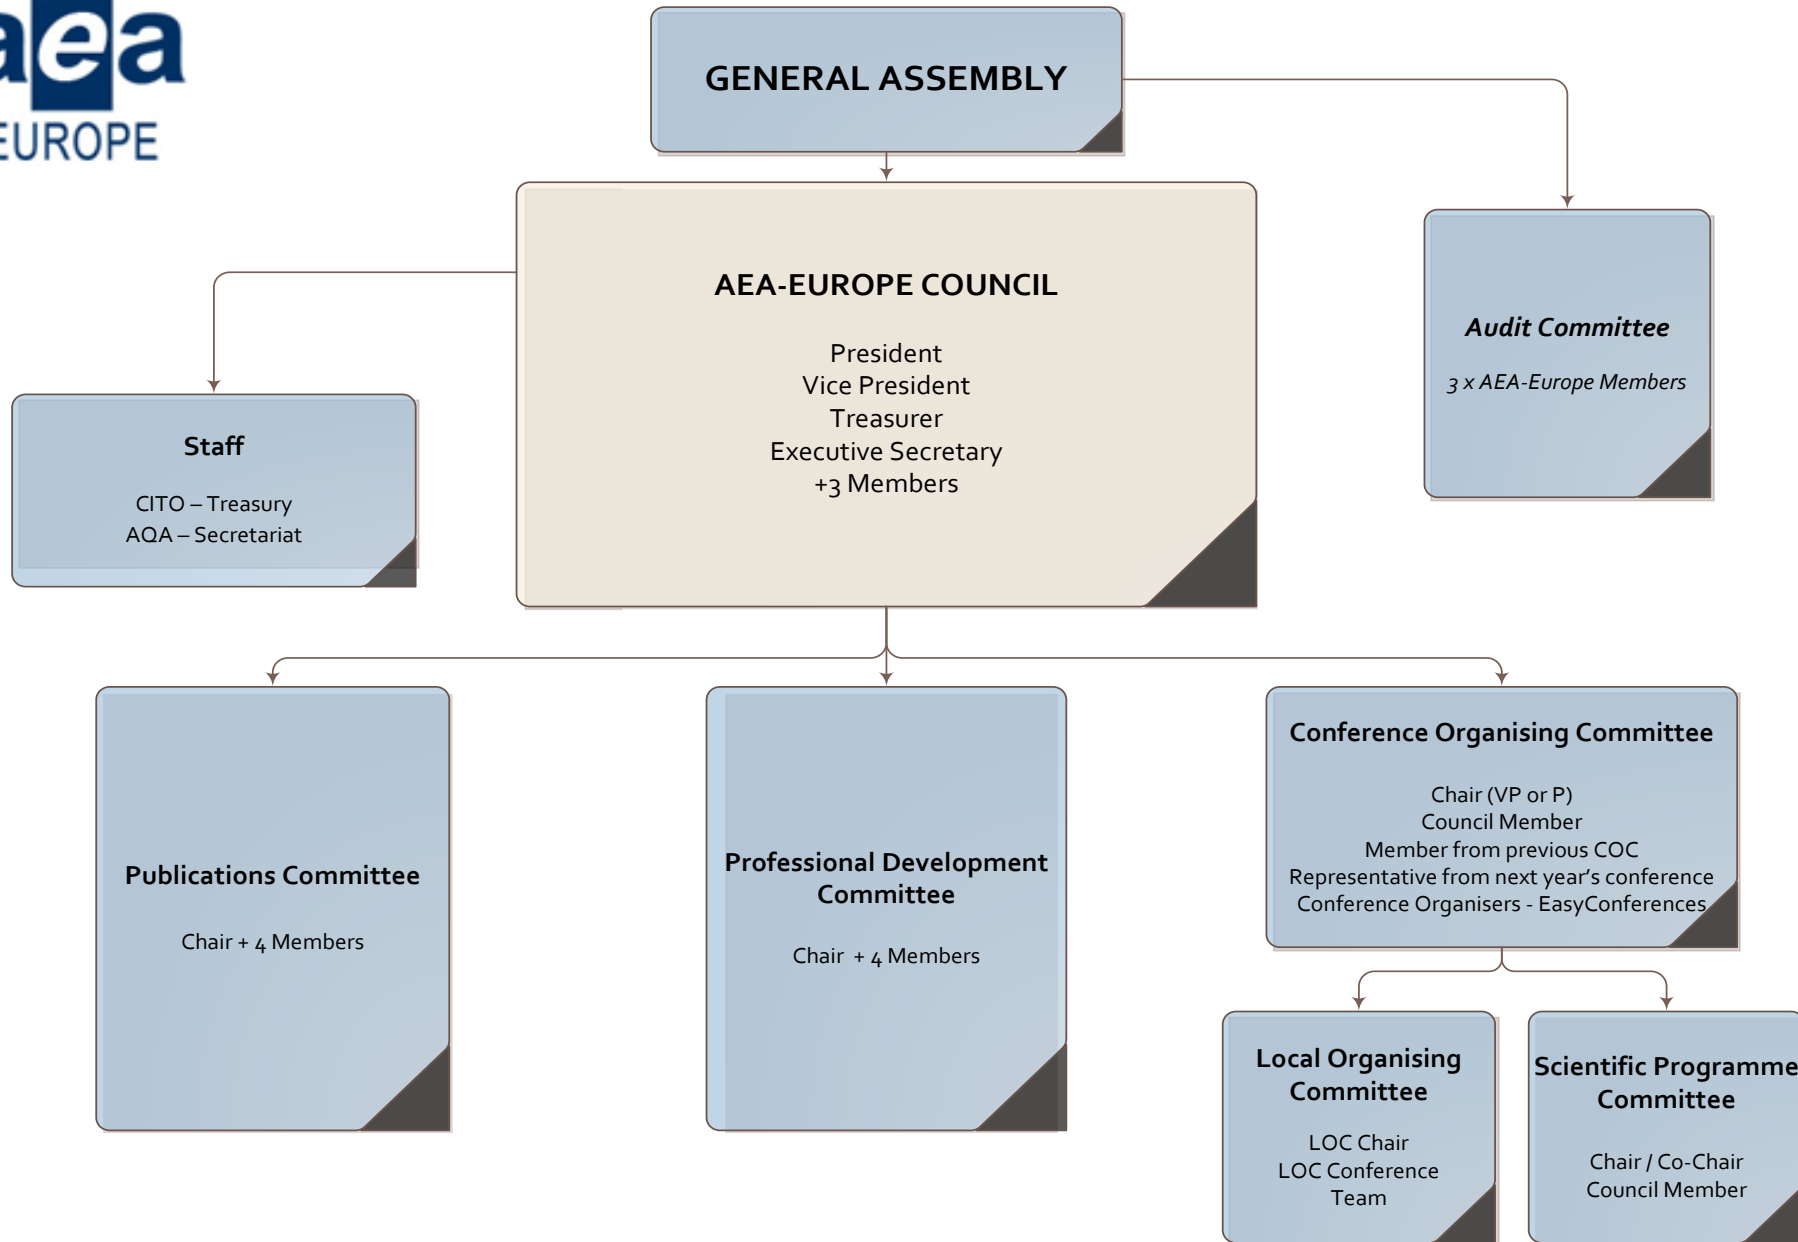 aea
EUROPE
GENERAL ASSEMBLY
AEA-EUROPE COUNCIL
President
Vice President
Treasurer
Executive Secretary
+3 Members
Audit Committee
3 x AEA-Europe Members
Staff
CITO – Treasury
AQA – Secretariat
Publications Committee
Chair + 4 Members
Professional Development
Committee
Chair + 4 Members
Conference Organising Committee
Chair (VP or P)
Council Member
Member from previous COC
Representative from next year’s conference
Conference Organisers - EasyConferences
Local Organising
Committee
LOC Chair
LOC Conference
Team
Scientific Programme
Committee
Chair / Co-Chair
Council Member